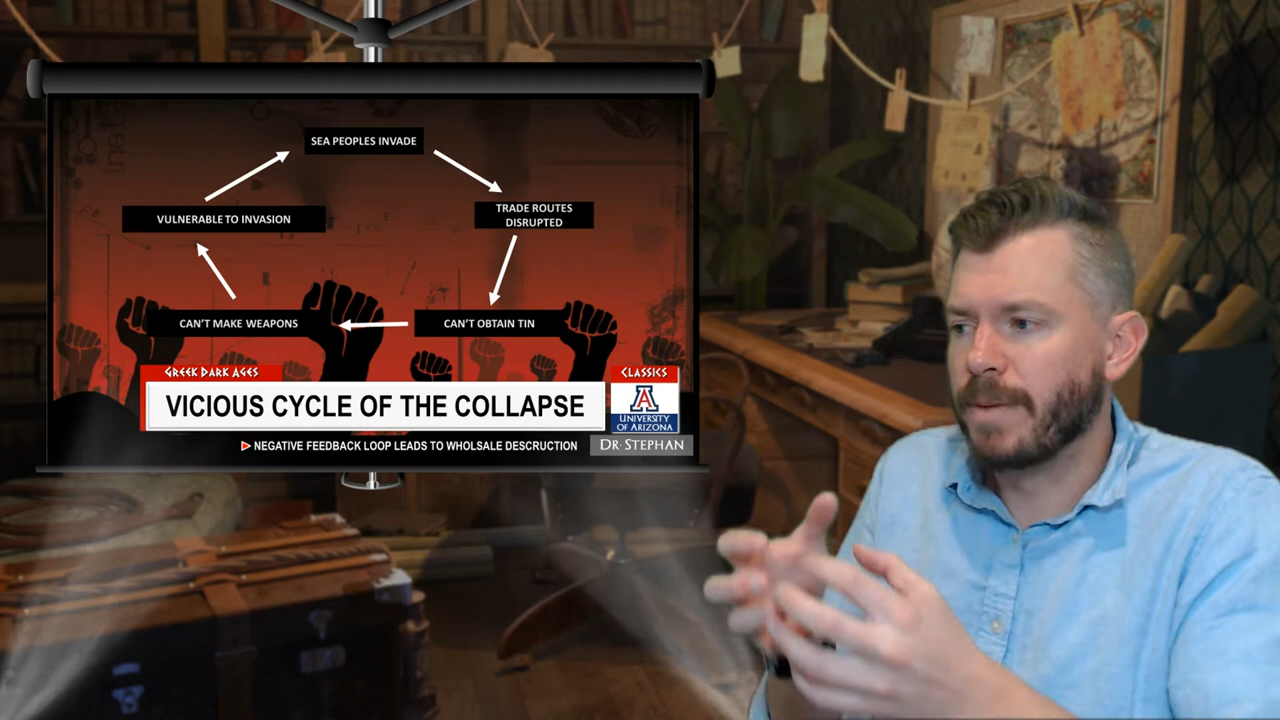 SEA PEOPLES INVADE
TRADE ROUTES
DISRUPTED
VULNERABLE TO INVASION
CAN'T MAKE WEAPONS
CAN'T OBTAIN TIN
GREEK DARK AGES
CLASSICS
VICIOUS CYCLE OF THE COLLAPSE
A
UNIVERSITY
OF ARIZONA
NEGATIVE FEEDBACK LOOP LEADS TO WHOLSALE DESCRUCTION
DR·STEPHAN